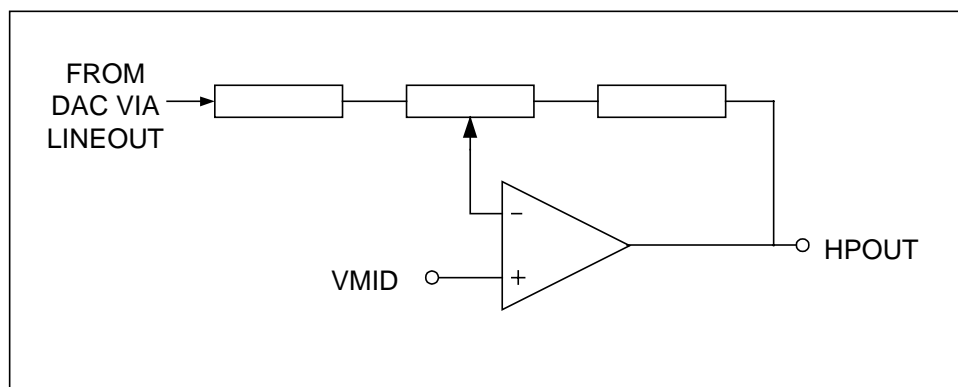 FROM
DAC VIA
LINEOUT
−
VMID
+
HPOUT